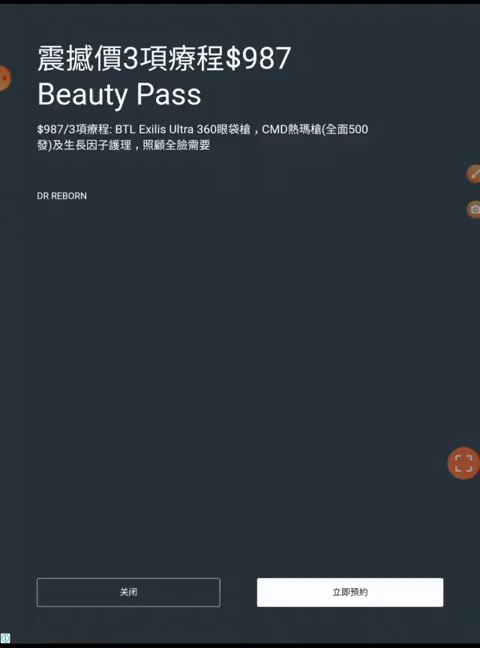 震撼價3項療程$987
Beauty Pass
$987/3項療程: BTL Exilis Ultra 360眼袋槍，CMD熱瑪槍(全面500
發)及生長因子護理，照顧全臉需要
DR REBORN
关闭
立即預約